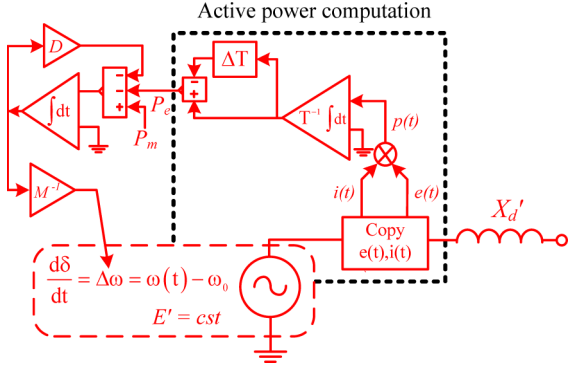 Active power computation
D
ΔT
∫dt
P_e
P_m
T⁻¹ ∫dt
p(t)
i(t)
e(t)
M⁻¹
X_d'
Copy
e(t),i(t)
dδ/dt = Δω = ω(t) − ω₀
E' = cst